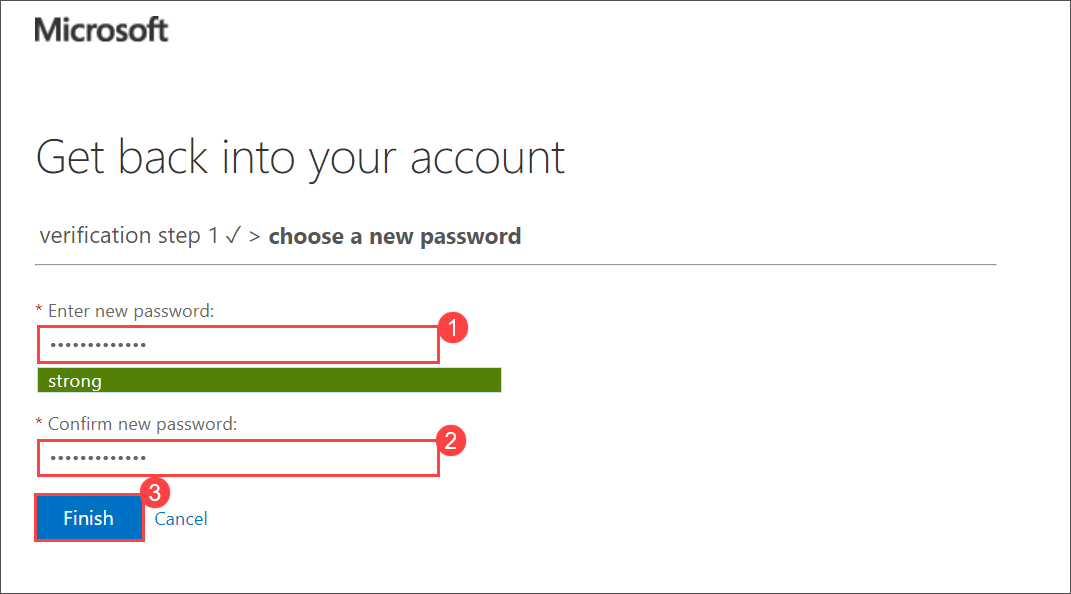 Microsoft
Get back into your account
verification step 1 ✓ > choose a new password
* Enter new password:
1
•••••••••••••
strong
* Confirm new password:
2
•••••••••••••
3
Finish Cancel